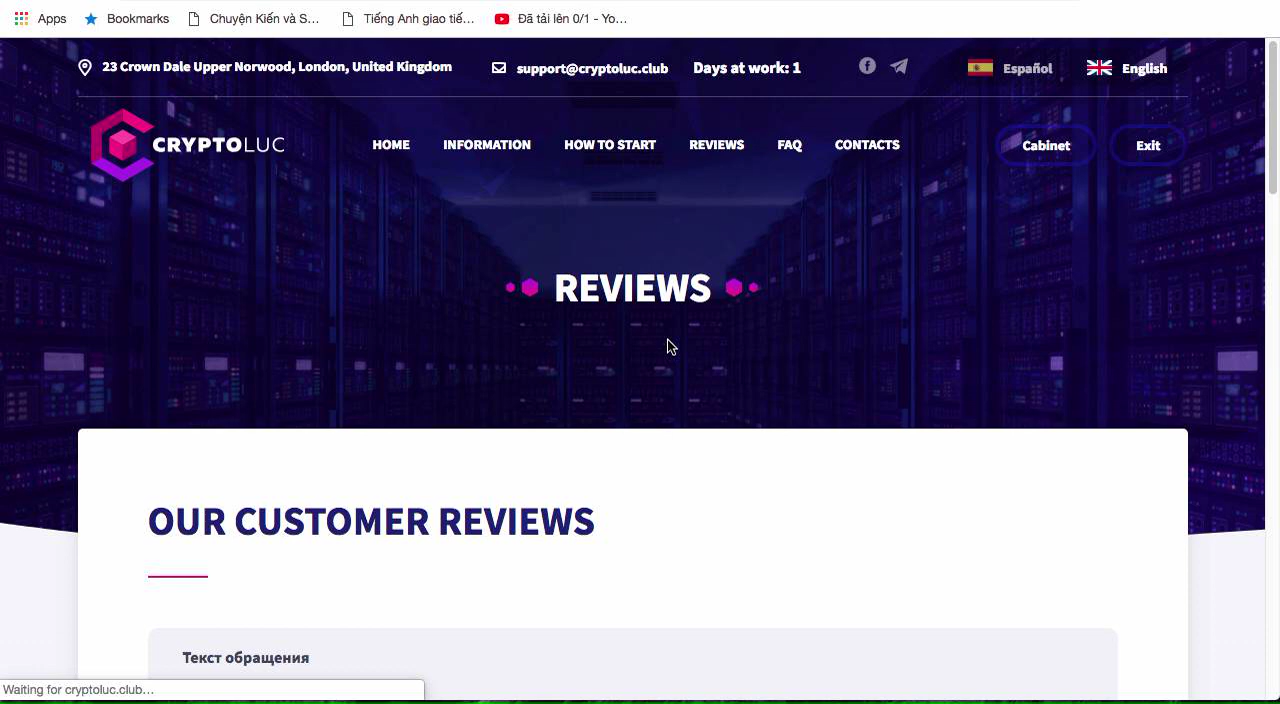 Apps Bookmarks Chuyện Kiến và S... Tiếng Anh giao tiế... Đã tải lên 0/1 - Yo...
23 Crown Dale Upper Norwood, London, United Kingdom support@cryptoluc.club Days at work: 1 Español English
CRYPTOLUC HOME INFORMATION HOW TO START REVIEWS FAQ CONTACTS Cabinet Exit
REVIEWS
OUR CUSTOMER REVIEWS
Текст обращения
Waiting for cryptoluc.club...